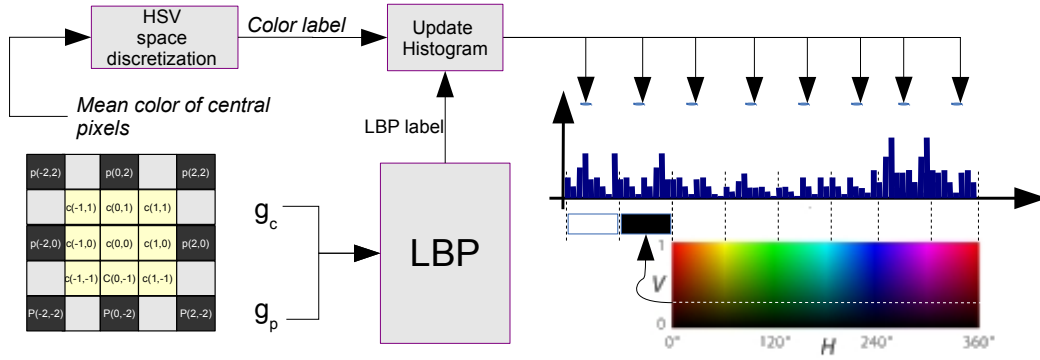 HSV
space
discretization
Color label
Update
Histogram
Mean color of central
pixels
LBP label
p(-2,2) p(0,2) p(2,2)
c(-1,1) c(0,1) c(1,1)
p(-2,0) c(-1,0) c(0,0) c(1,0) p(2,0)
c(-1,-1) C(0,-1) c(1,-1)
P(-2,-2) P(0,-2) P(2,-2)
g_c
g_p
LBP
1
V
0
0° 120° 240° 360°
H